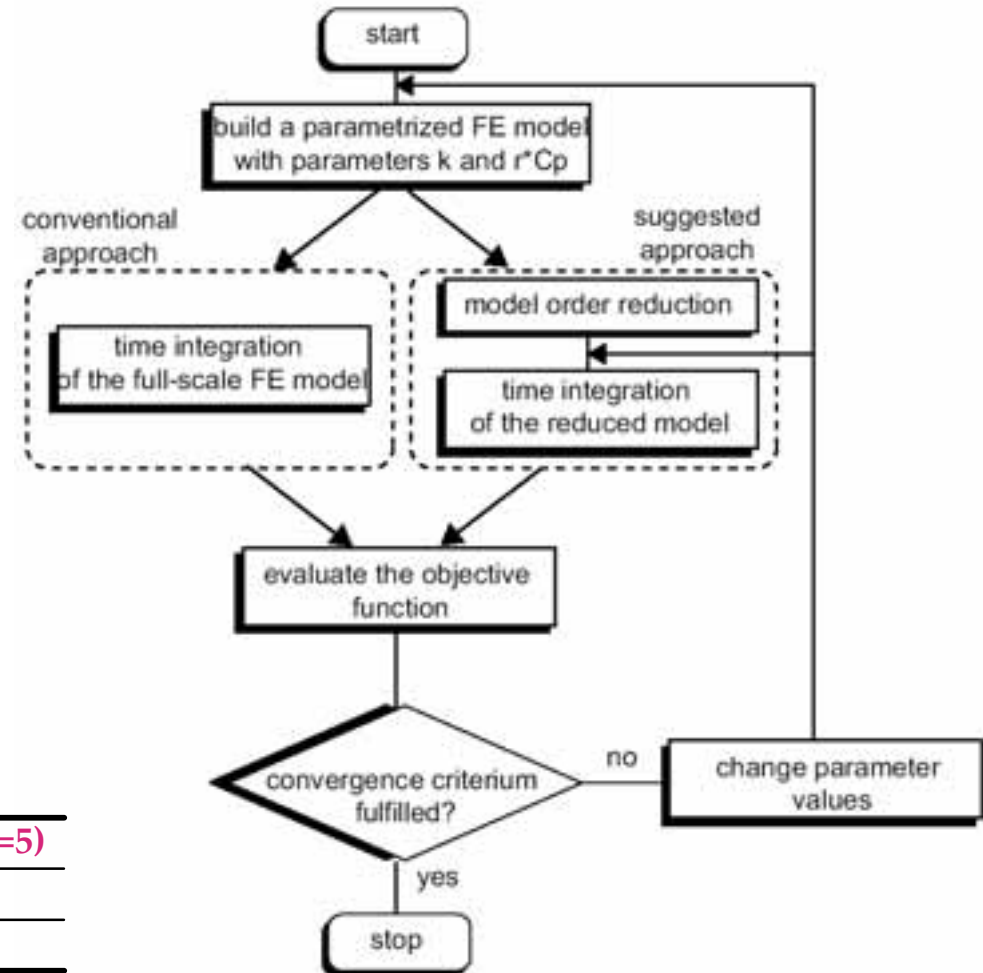 start
build a parametrized FE model
with parameters k and r*Cp
conventional
approach
suggested
approach
model order reduction
time integration
of the full-scale FE model
time integration
of the reduced model
evaluate the objective
function
convergence criterium
fulfilled?
no
change parameter
values
=5)
yes
stop